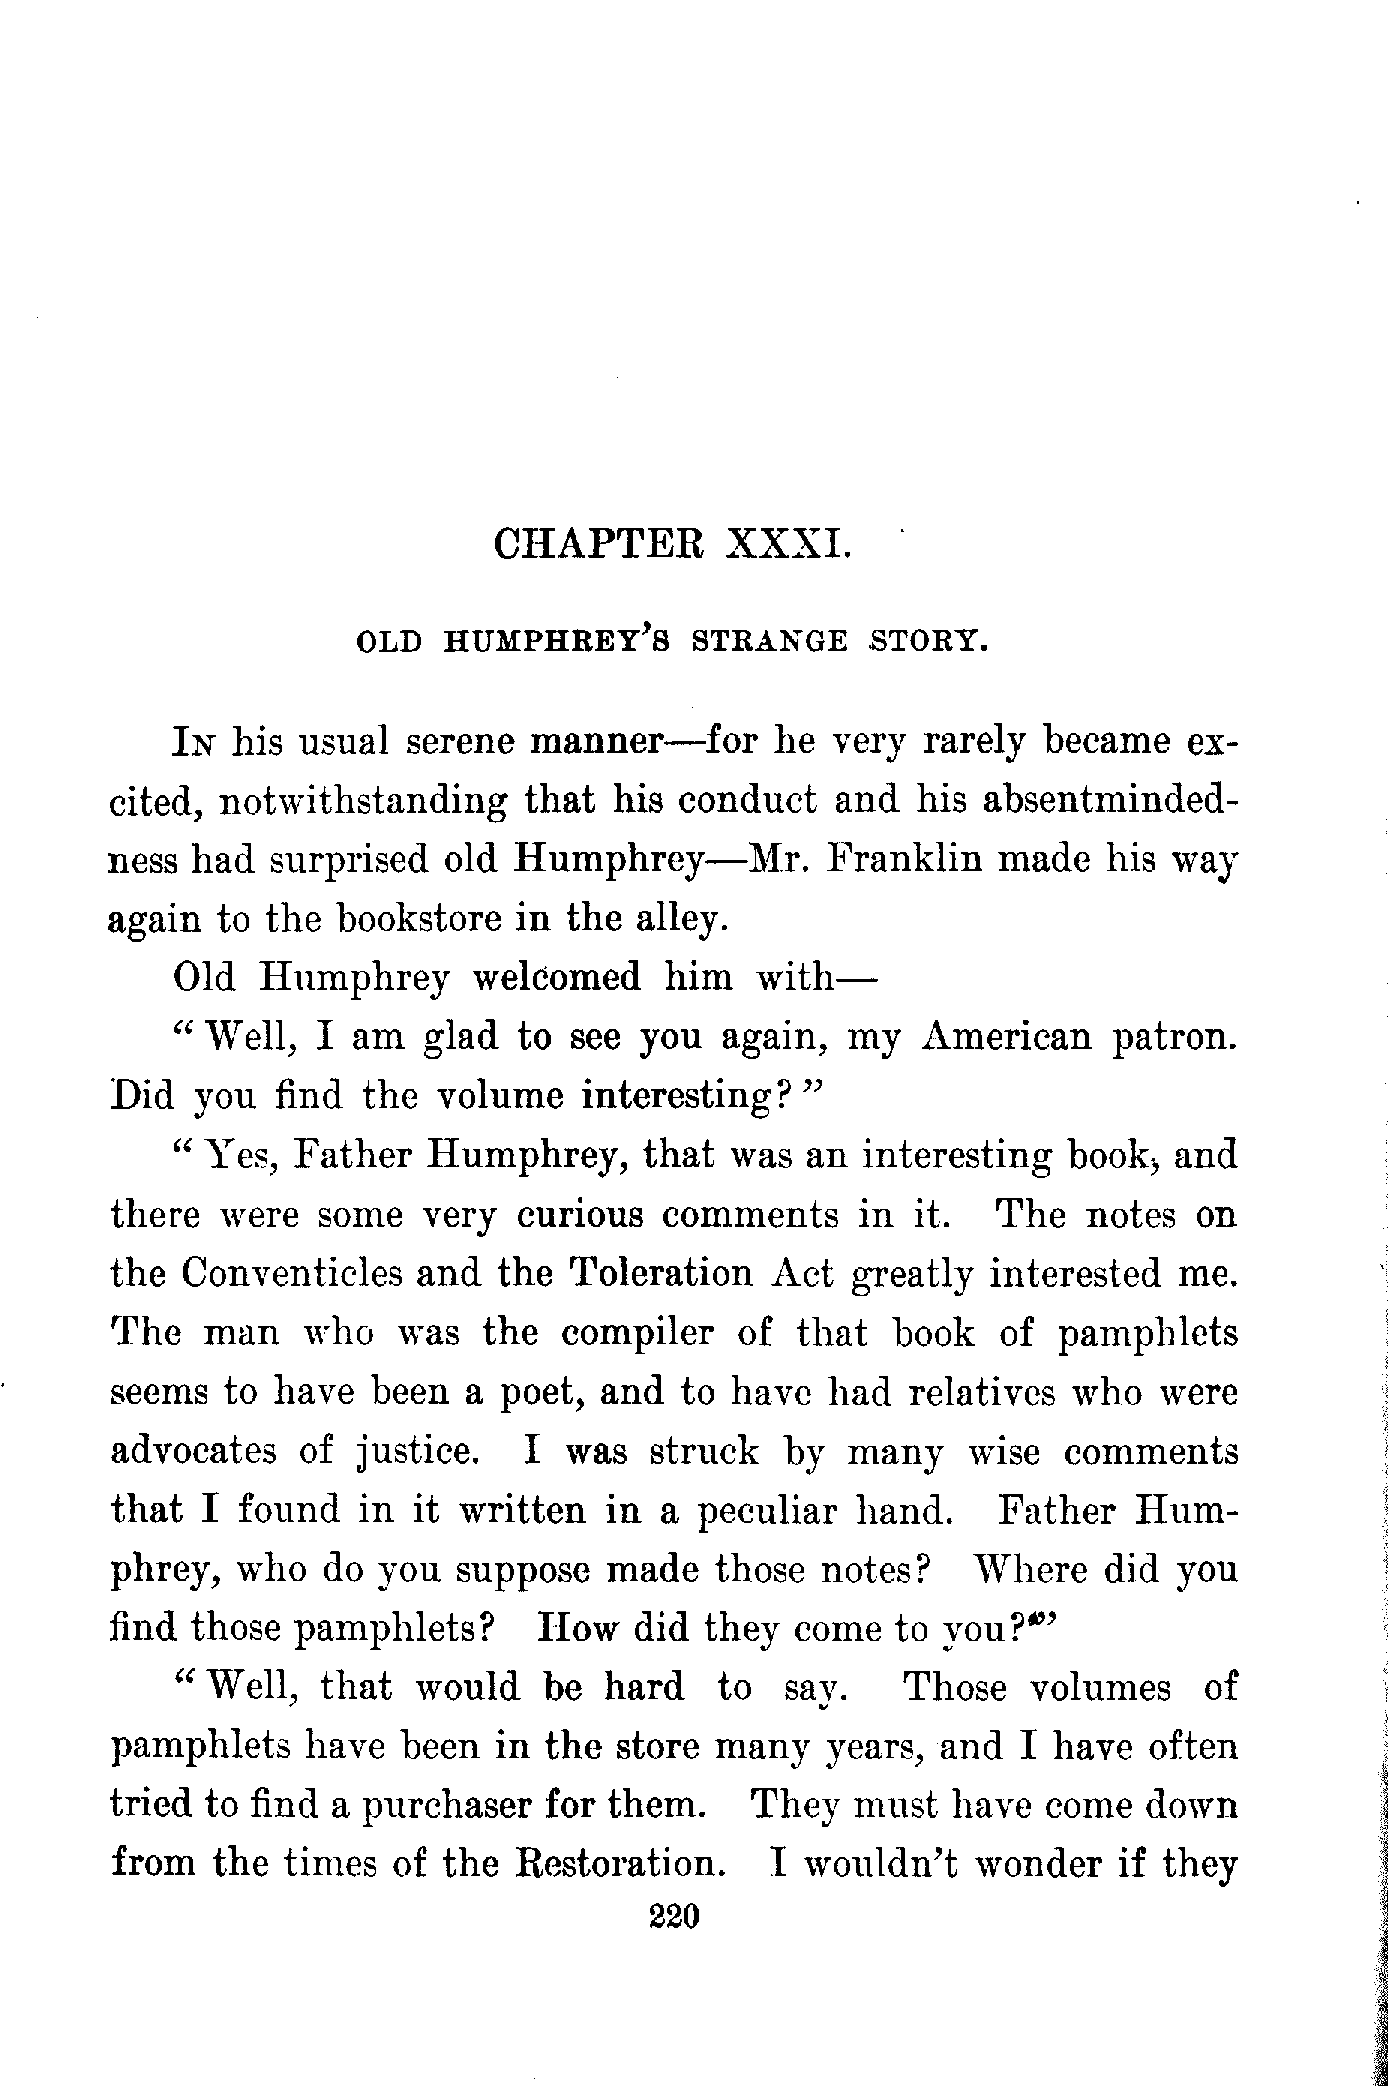 CHAPTER XXXI.
OLD HUMPHREY'S STRANGE STORY.
IN his usual serene manner—for he very rarely became ex-
cited, notwithstanding that his conduct and his absentminded-
ness had surprised old Humphrey—Mr. Franklin made his way
again to the bookstore in the alley.
Old Humphrey welcomed him with—
“Well, I am glad to see you again, my American patron.
Did you find the volume interesting?”
“Yes, Father Humphrey, that was an interesting book, and
there were some very curious comments in it. The notes on
the Conventicles and the Toleration Act greatly interested me.
The man who was the compiler of that book of pamphlets
seems to have been a poet, and to have had relatives who were
advocates of justice. I was struck by many wise comments
that I found in it written in a peculiar hand. Father Hum-
phrey, who do you suppose made those notes? Where did you
find those pamphlets? How did they come to you?”
“Well, that would be hard to say. Those volumes of
pamphlets have been in the store many years, and I have often
tried to find a purchaser for them. They must have come down
from the times of the Restoration. I wouldn't wonder if they
220